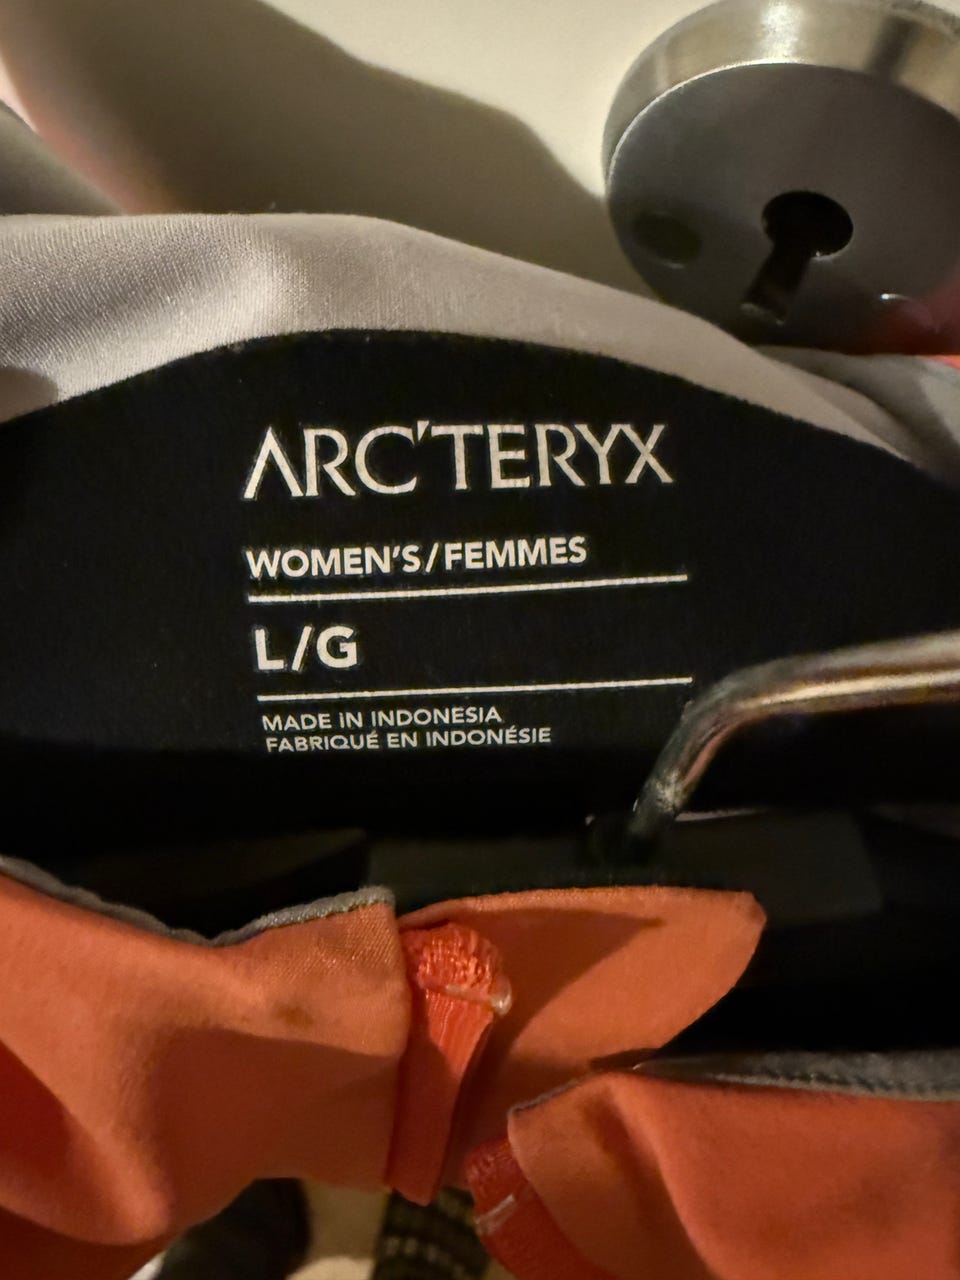 ARC'TERYX
WOMEN'S/FEMMES
L/G
MADE IN INDONESIA
FABRIQUÉ EN INDONÉSIE